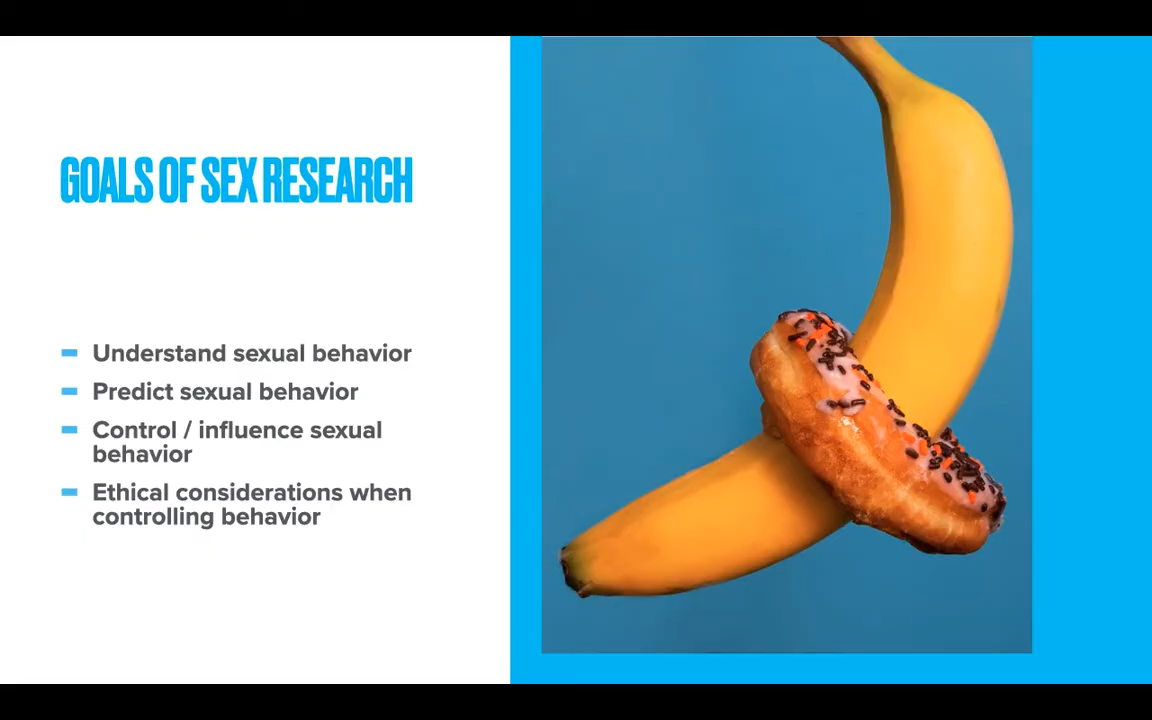 GOALS OF SEX RESEARCH
Understand sexual behavior
Predict sexual behavior
Control / influence sexual
behavior
Ethical considerations when
controlling behavior